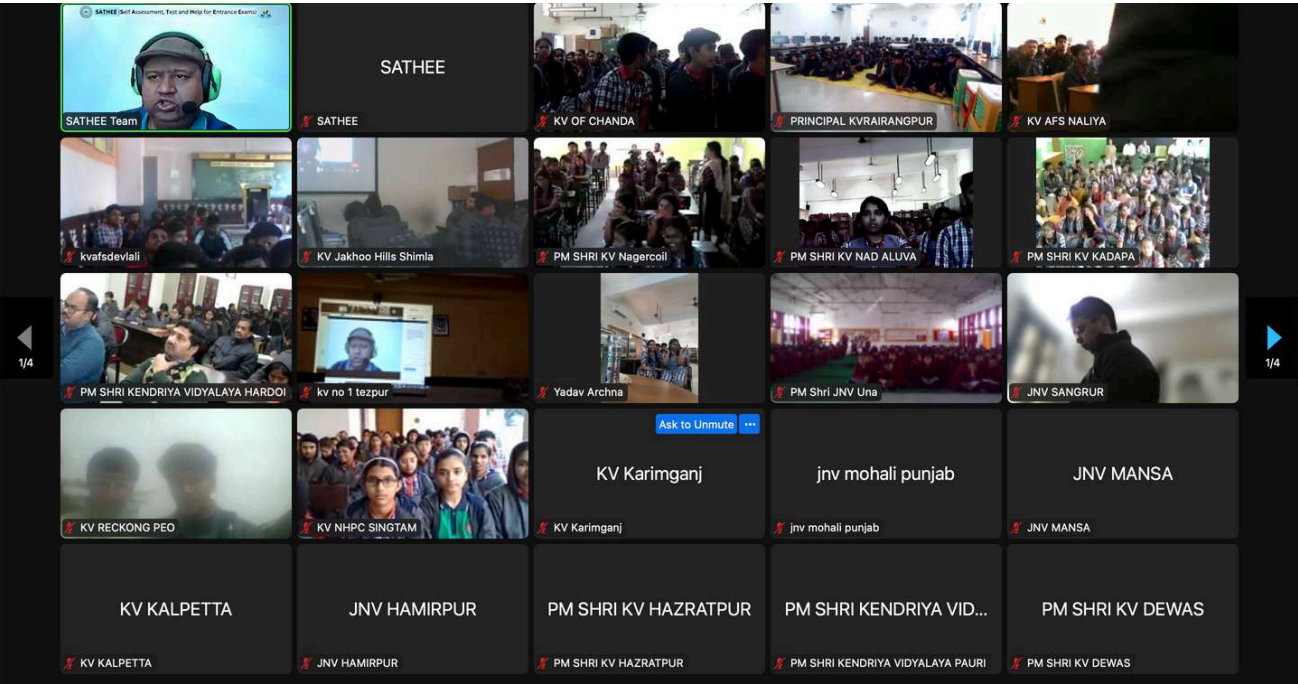 SATHEE (Self Assessment, Test and Help for Entrance Exams)
SATHEE Team
SATHEE
SATHEE
KV OF CHANDA
PRINCIPAL KVRAIRANGPUR
KV AFS NALIYA
kvafsdevlali
KV Jakhoo Hills Shimla
PM SHRI KV Nagercoil
PM SHRI KV NAD ALUVA
PM SHRI KV KADAPA
1/4
1/4
PM SHRI KENDRIYA VIDYALAYA HARDOI
kv no 1 tezpur
Yadav Archna
PM Shri JNV Una
JNV SANGRUR
KV RECKONG PEO
KV NHPC SINGTAM
Ask to Unmute ...
KV Karimganj
KV Karimganj
jnv mohali punjab
jnv mohali punjab
JNV MANSA
JNV MANSA
KV KALPETTA
KV KALPETTA
JNV HAMIRPUR
JNV HAMIRPUR
PM SHRI KV HAZRATPUR
PM SHRI KV HAZRATPUR
PM SHRI KENDRIYA VID...
PM SHRI KENDRIYA VIDYALAYA PAURI
PM SHRI KV DEWAS
PM SHRI KV DEWAS